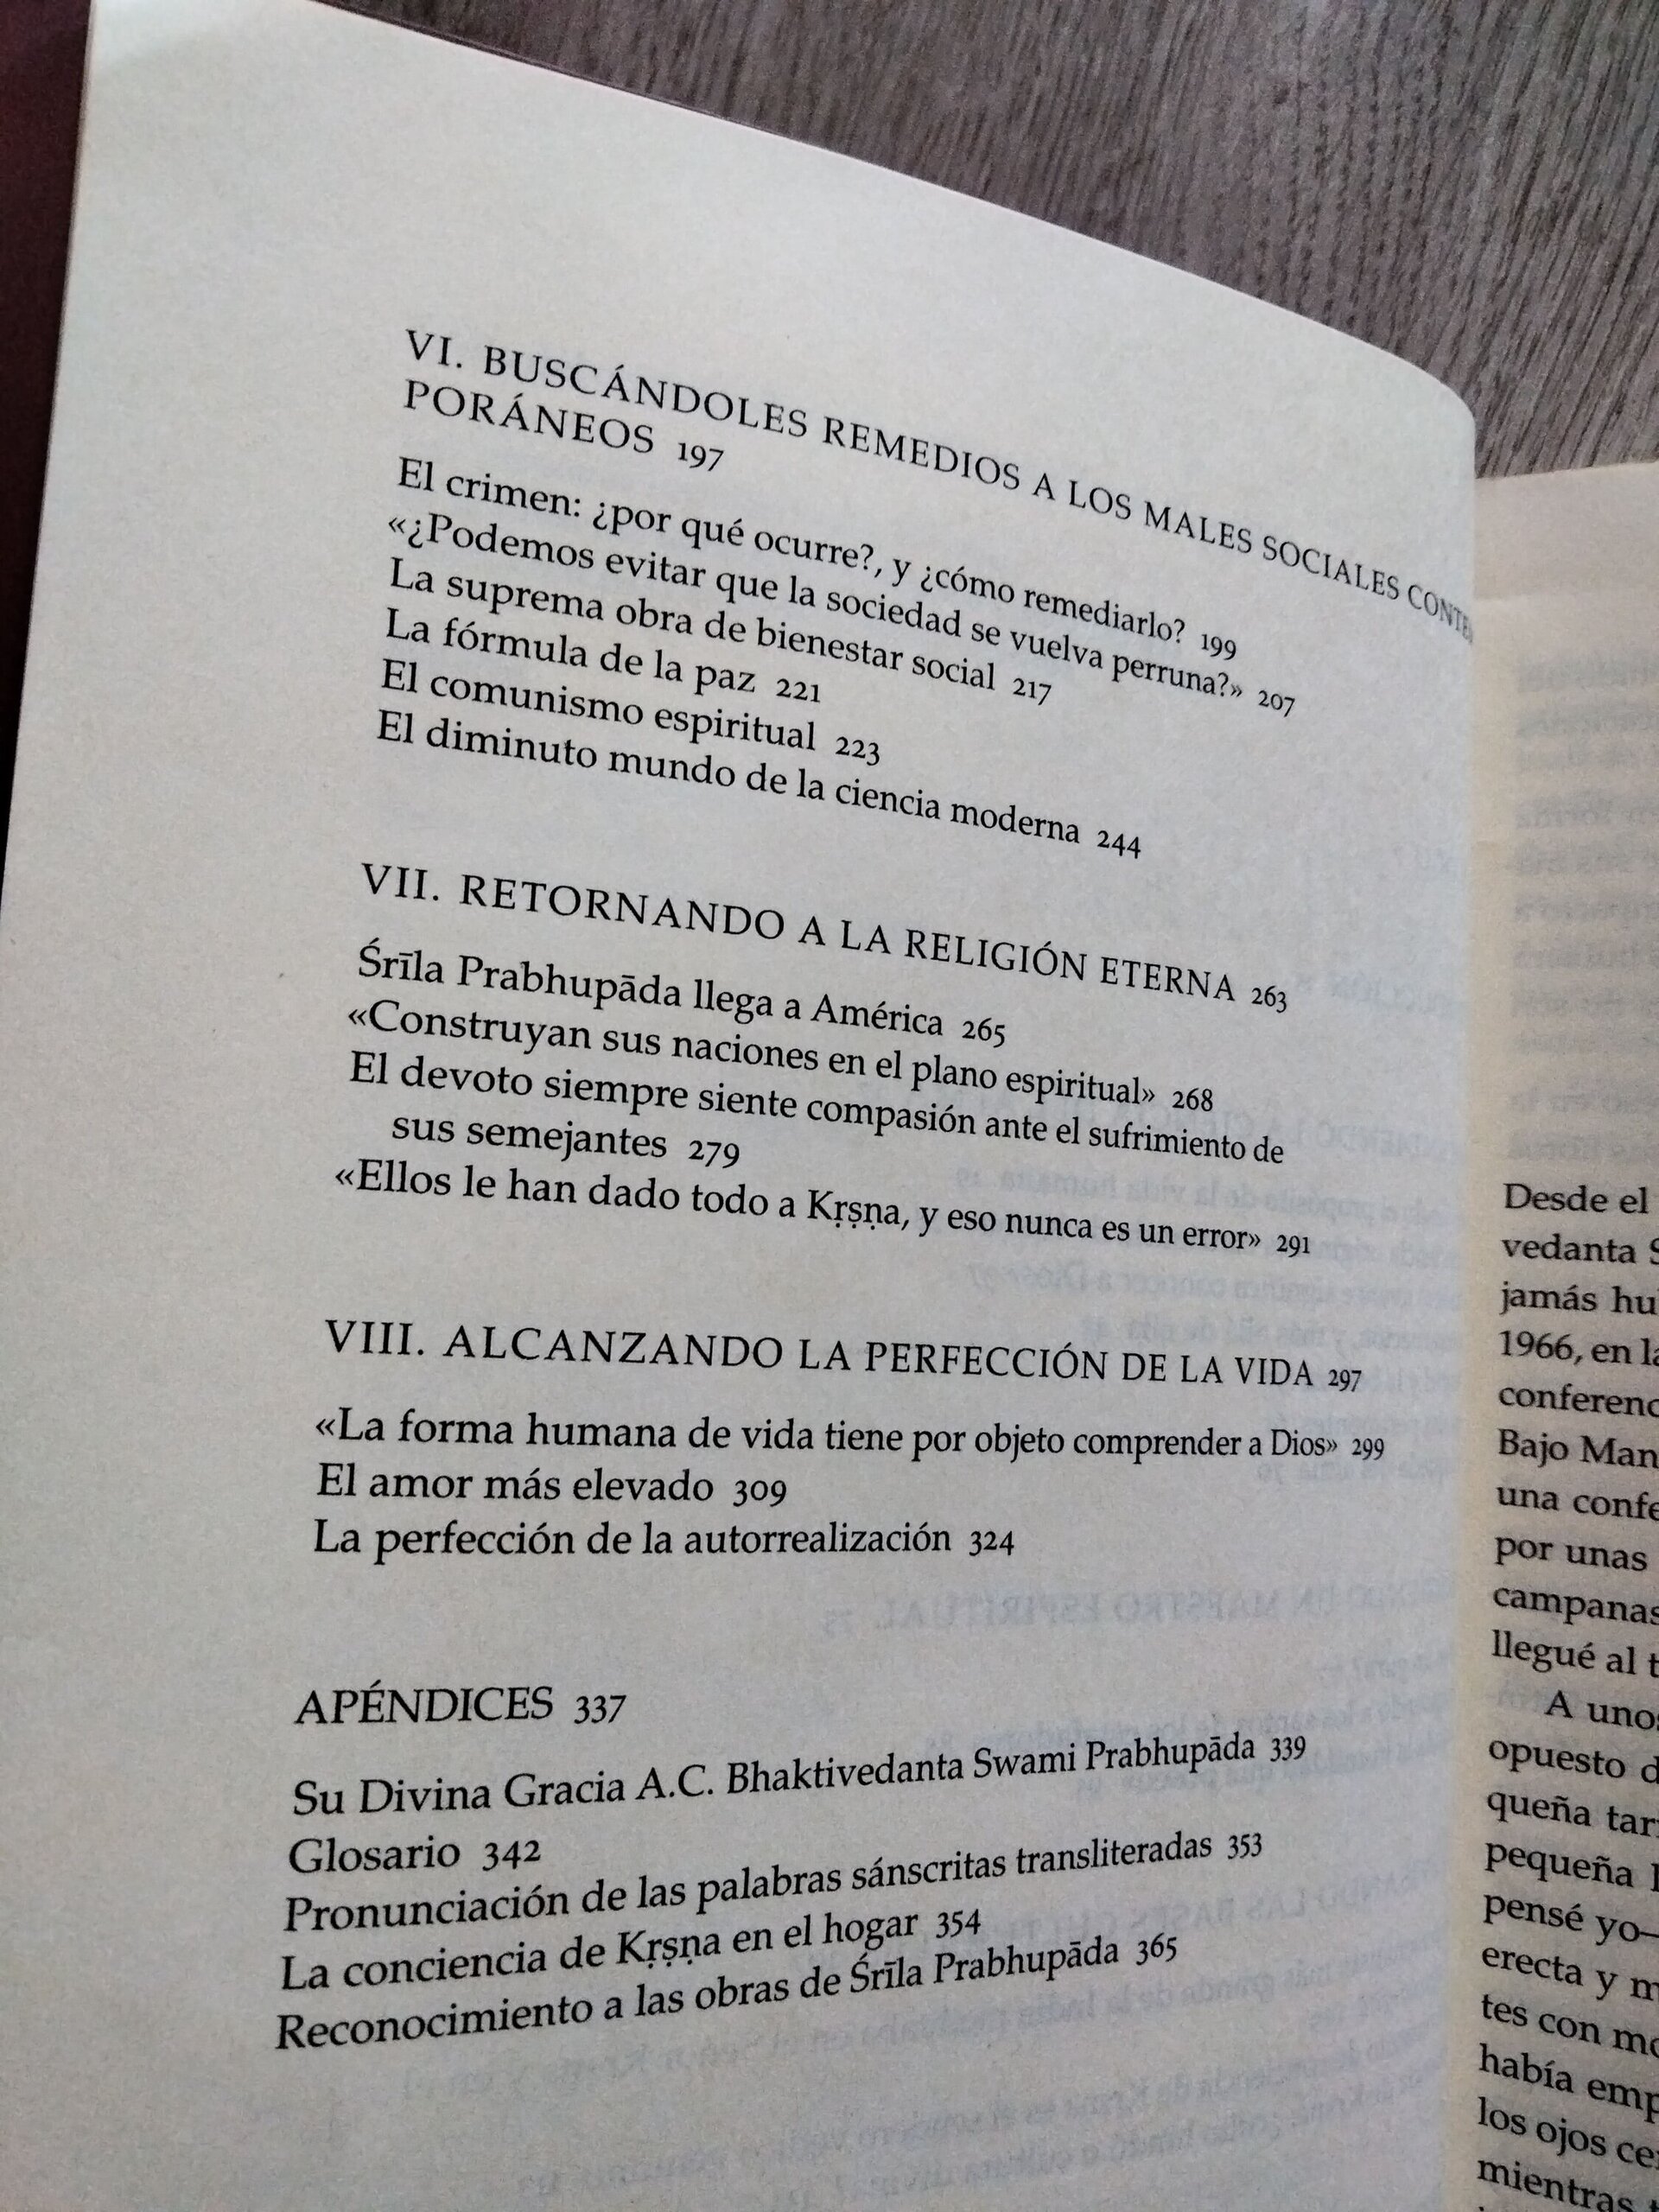 VI. BUSCÁNDOLES REMEDIOS A LOS MALES SOCIALES CONTEM
PORÁNEOS 197
El crimen: ¿por qué ocurre?, y ¿cómo remediarlo? 199
«¿Podemos evitar que la sociedad se vuelva perruna?» 207
La suprema obra de bienestar social 217
La fórmula de la paz 221
El comunismo espiritual 223
El diminuto mundo de la ciencia moderna 244
VII. RETORNANDO A LA RELIGIÓN ETERNA 263
Śrīla Prabhupāda llega a América 265
«Construyan sus naciones en el plano espiritual» 268
El devoto siempre siente compasión ante el sufrimiento de
sus semejantes 279
«Ellos le han dado todo a Kṛṣṇa, y eso nunca es un error» 291
VIII. ALCANZANDO LA PERFECCIÓN DE LA VIDA 297
«La forma humana de vida tiene por objeto comprender a Dios» 299
El amor más elevado 309
La perfección de la autorrealización 324
APÉNDICES 337
Su Divina Gracia A.C. Bhaktivedanta Swami Prabhupāda 339
Glosario 342
Pronunciación de las palabras sánscritas transliteradas 353
La conciencia de Kṛṣṇa en el hogar 354
Reconocimiento a las obras de Śrīla Prabhupāda 365
Desde el
vedanta S
jamás hu
1966, en la
conferenc
Bajo Man
una confe
por unas
campanas
llegué al t
A unos
opuesto d
queña tar
pequeña
pensé yo—
erecta y m
tes con mo
había emp
los ojos ce
mientras